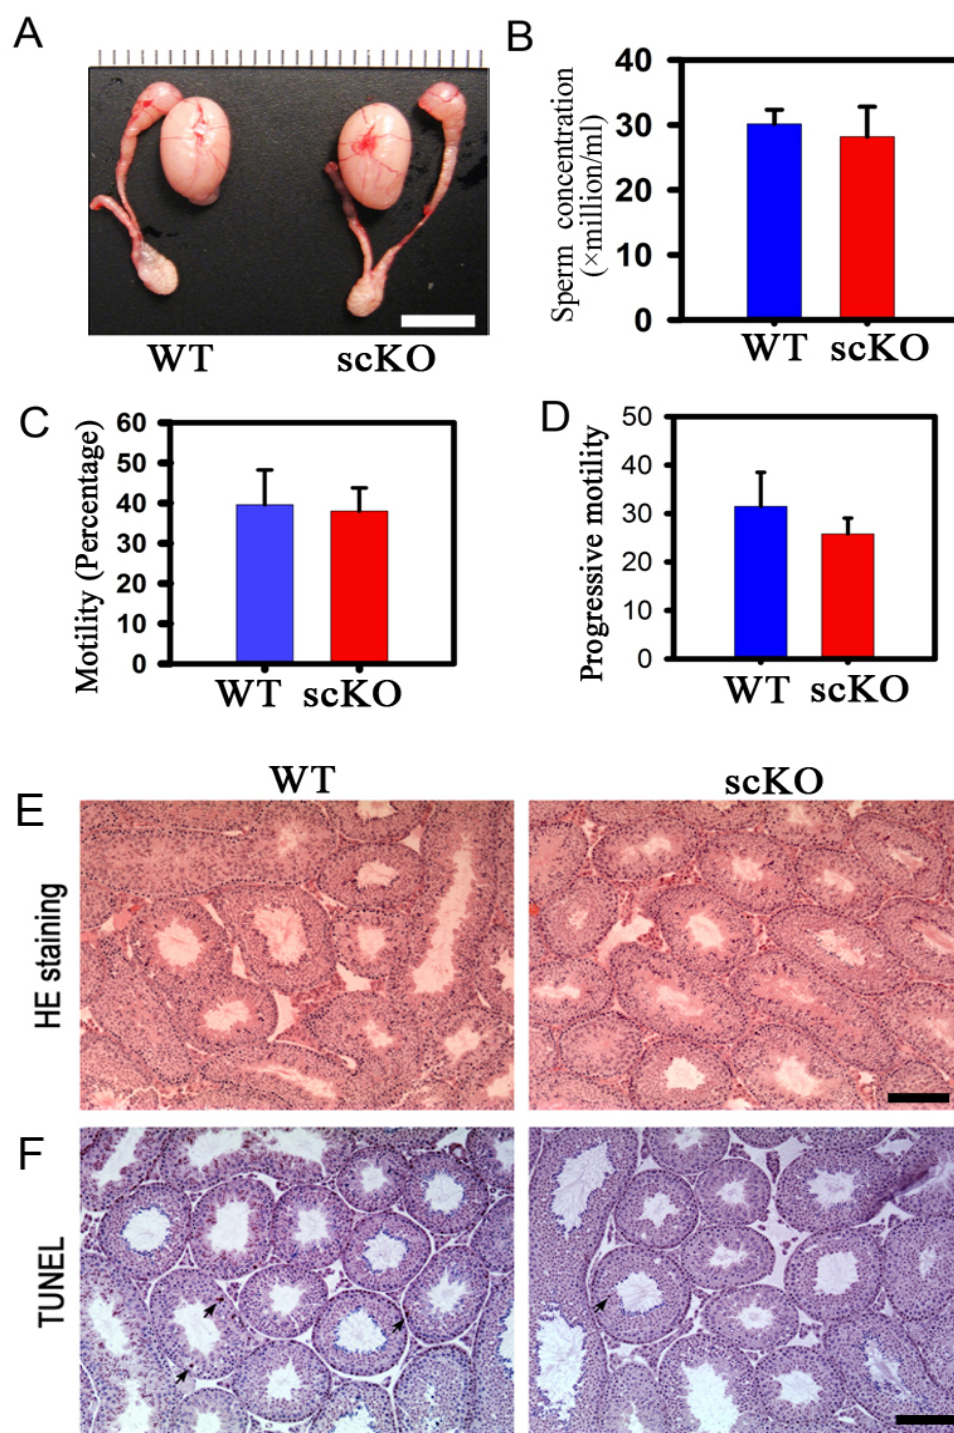 A
WT
scKO
B
Sperm concentration
(×million/ml)
40
30
20
10
0
WT
scKO
C
Motility (Percentage)
60
50
40
30
20
10
0
WT
scKO
D
Progressive motility
50
40
30
20
10
0
WT
scKO
WT
scKO
E
HE staining
F
TUNEL